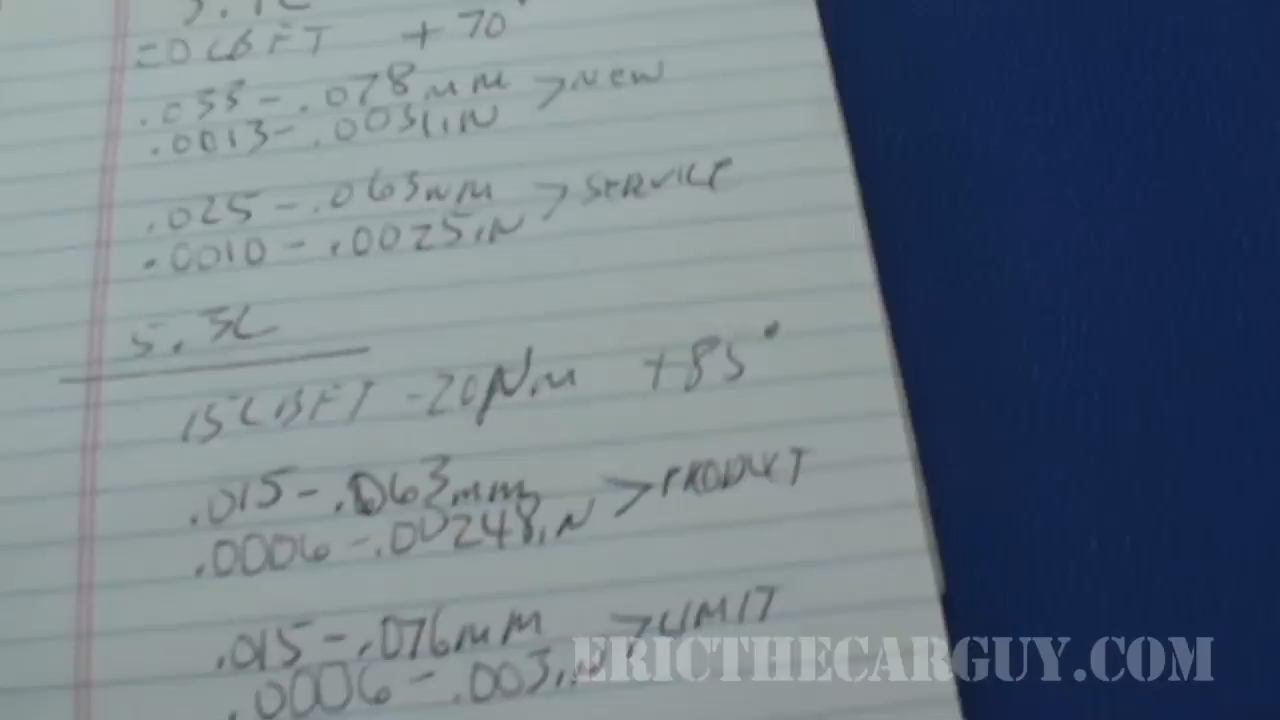 LBFT +70°
.033-.078mm >NEW
.0013-.0031IN
.025-.063mm >SERVICE
.0010-.0025IN
5.3L
15LBFT-20Nm +85°
.015-.063mm >PRODUCT
.0006-.00248IN
.015-.076mm >LIMIT
.0006-.003IN
ERICTHECARGUY.COM